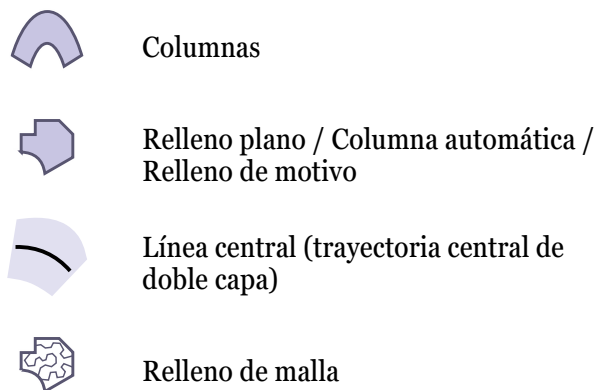 Columnas
Relleno plano / Columna automática /
Relleno de motivo
Línea central (trayectoria central de
doble capa)
Relleno de malla